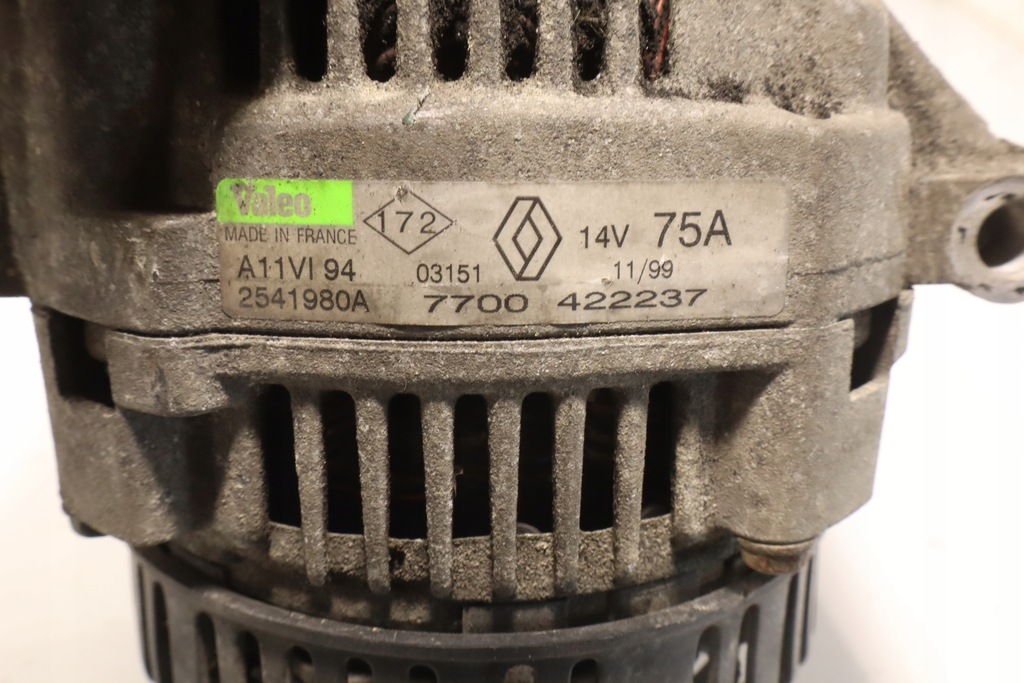 Valeo
MADE IN FRANCE
172
14V 75A
A11VI 94 03151 11/99
2541980A 7700 422237